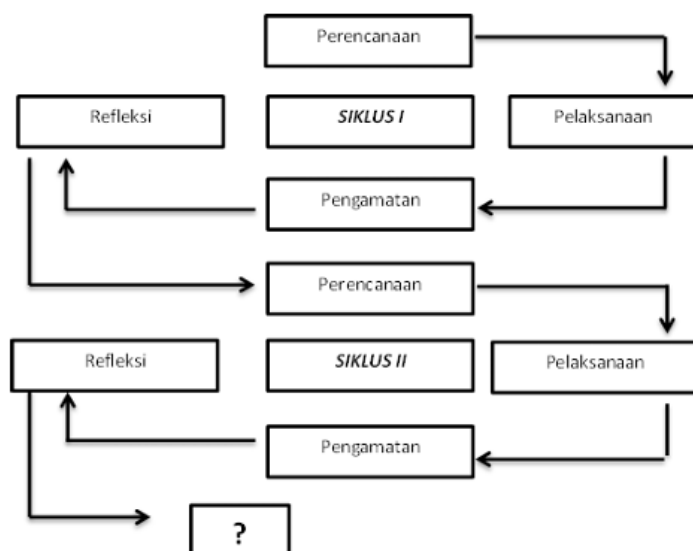 Perencanaan
Refleksi
SIKLUS I
Pelaksanaan
Pengamatan
Perencanaan
Refleksi
SIKLUS II
Pelaksanaan
Pengamatan
?